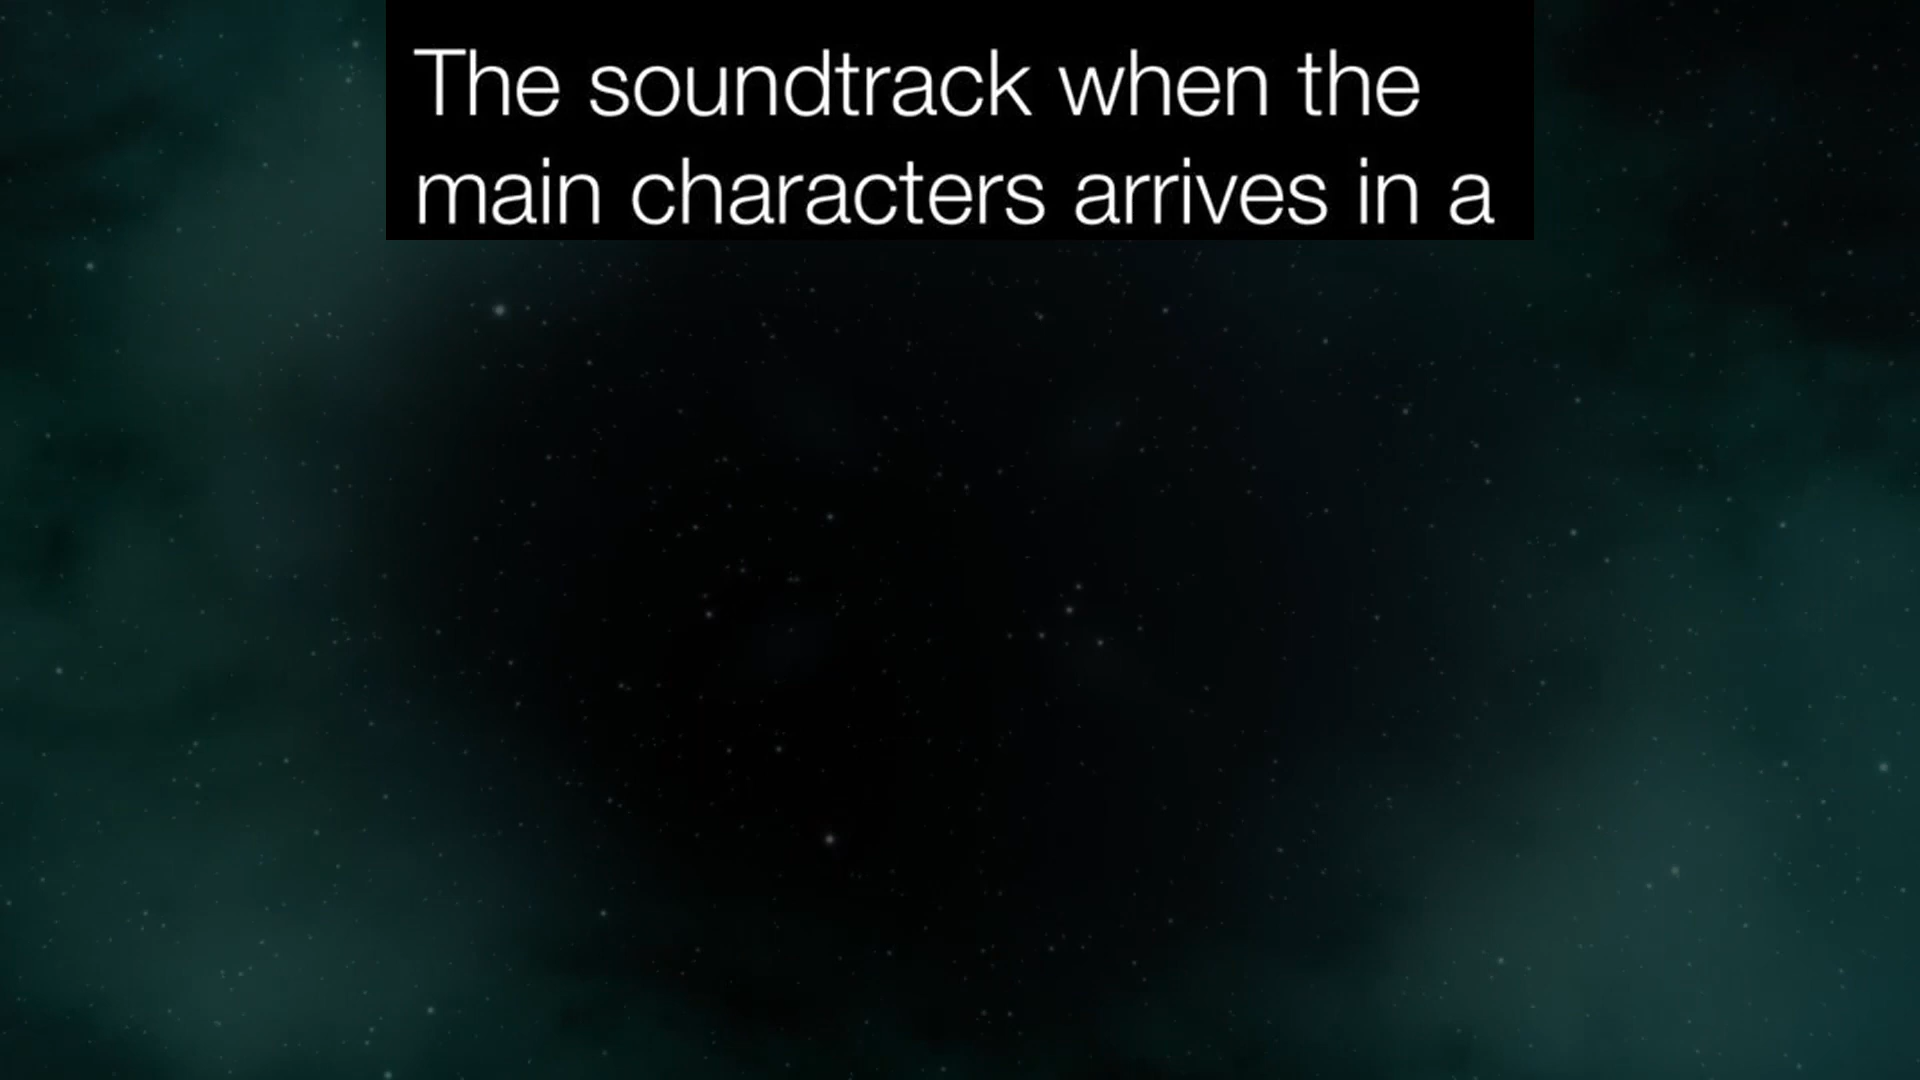 The soundtrack when the
main characters arrives in a